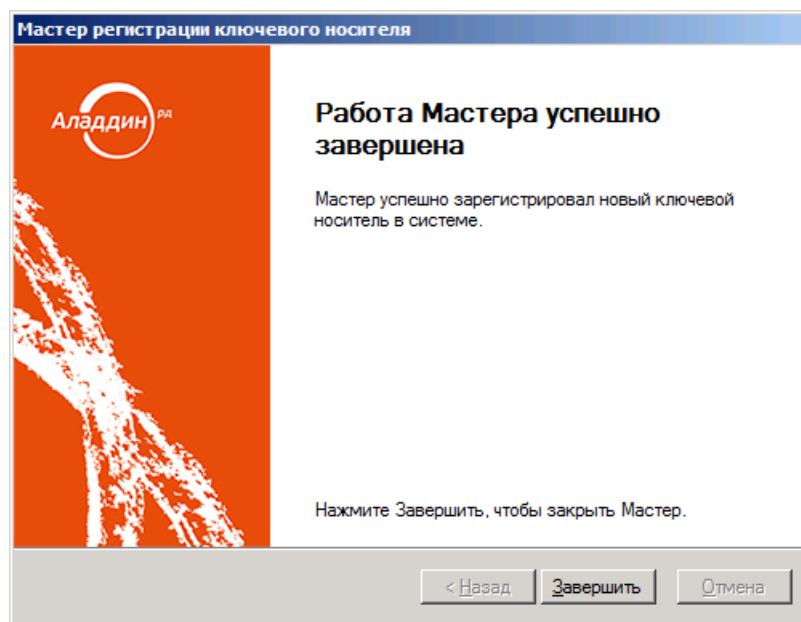 Мастер регистрации ключевого носителя
Аладдин РД
Работа Мастера успешно
завершена
Мастер успешно зарегистрировал новый ключевой
носитель в системе.
Нажмите Завершить, чтобы закрыть Мастер.
< Назад
Завершить
Отмена